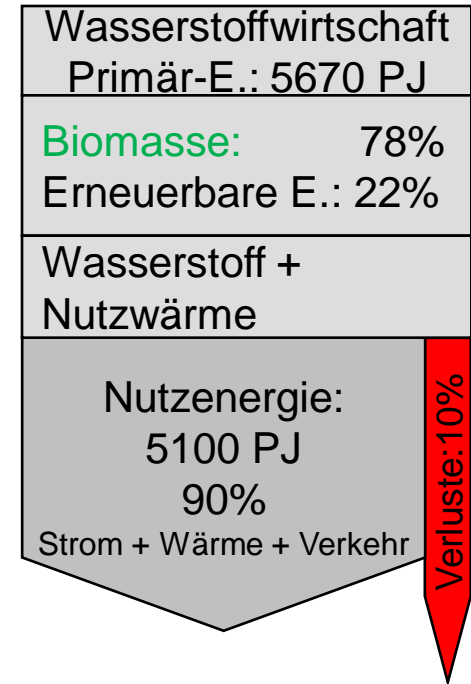 Wasserstoffwirtschaft
Primär-E.: 5670 PJ
Biomasse: 78%
Erneuerbare E.: 22%
Wasserstoff +
Nutzwärme
Nutzenergie:
5100 PJ
90%
Strom + Wärme + Verkehr
Verluste:10%